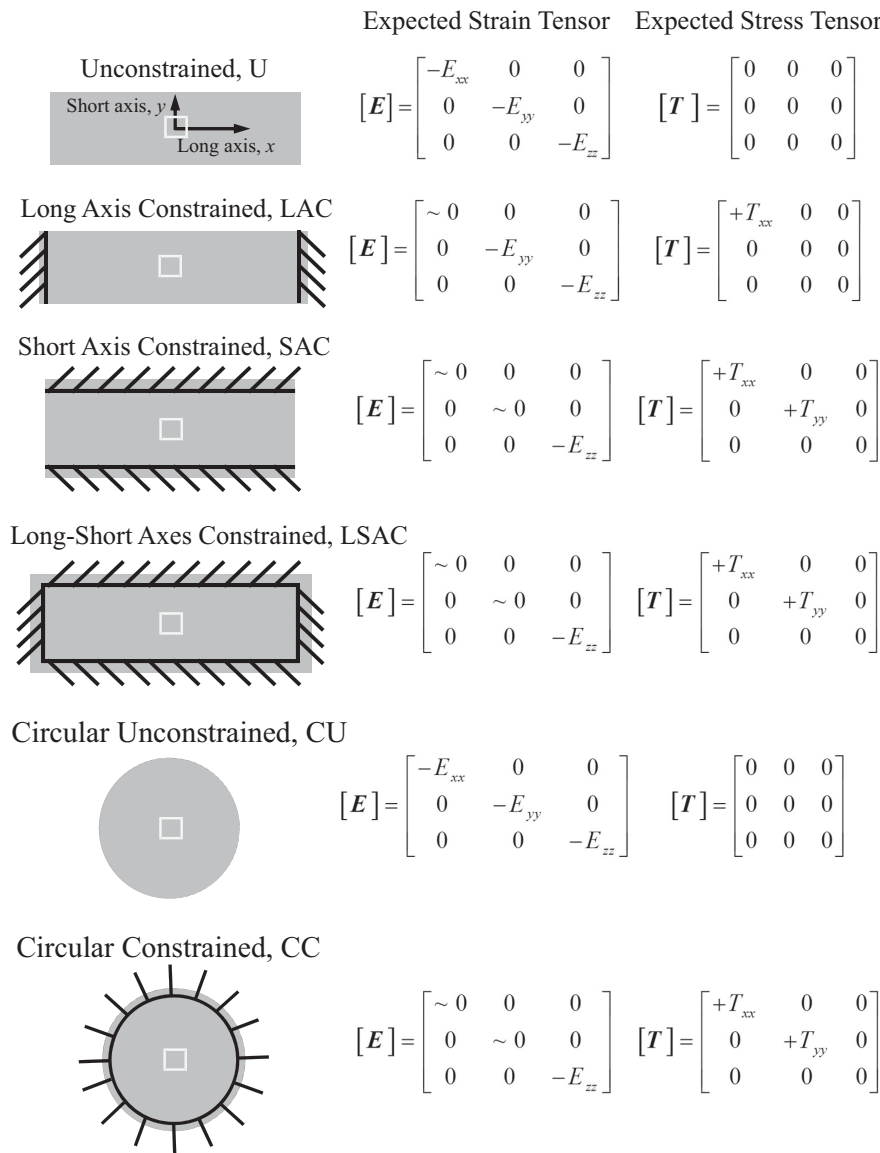 Expected Strain Tensor Expected Stress Tensor
Unconstrained, U
Short axis, y
Long axis, x
[E] = [−E_xx 0 0
0 −E_yy 0
0 0 −E_zz]
[T] = [0 0 0
0 0 0
0 0 0]
Long Axis Constrained, LAC
[E] = [~0 0 0
0 −E_yy 0
0 0 −E_zz]
[T] = [+T_xx 0 0
0 0 0
0 0 0]
Short Axis Constrained, SAC
[E] = [~0 0 0
0 ~0 0
0 0 −E_zz]
[T] = [+T_xx 0 0
0 +T_yy 0
0 0 0]
Long-Short Axes Constrained, LSAC
[E] = [~0 0 0
0 ~0 0
0 0 −E_zz]
[T] = [+T_xx 0 0
0 +T_yy 0
0 0 0]
Circular Unconstrained, CU
[E] = [−E_xx 0 0
0 −E_yy 0
0 0 −E_zz]
[T] = [0 0 0
0 0 0
0 0 0]
Circular Constrained, CC
[E] = [~0 0 0
0 ~0 0
0 0 −E_zz]
[T] = [+T_xx 0 0
0 +T_yy 0
0 0 0]